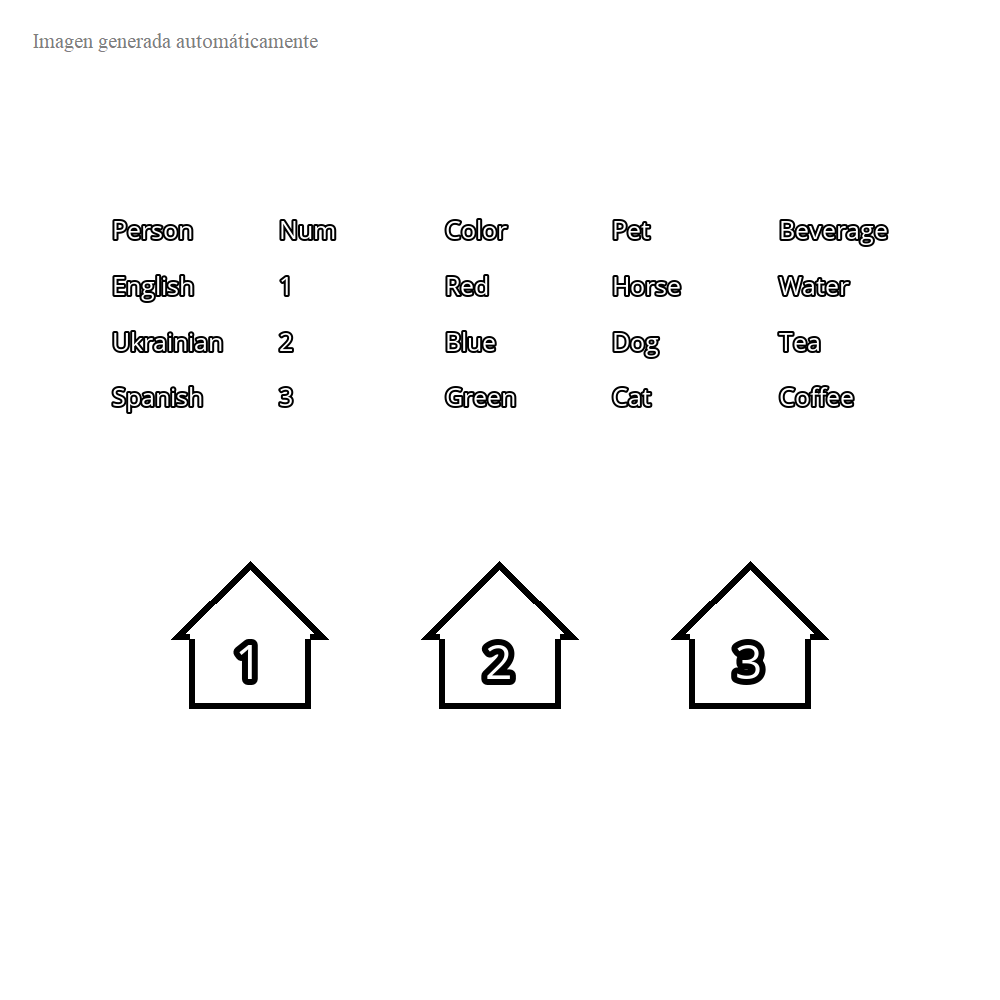 Imagen generada automáticamente
Person Num Color Pet Beverage
English 1 Red Horse Water
Ukrainian 2 Blue Dog Tea
Spanish 3 Green Cat Coffee
1 2 3